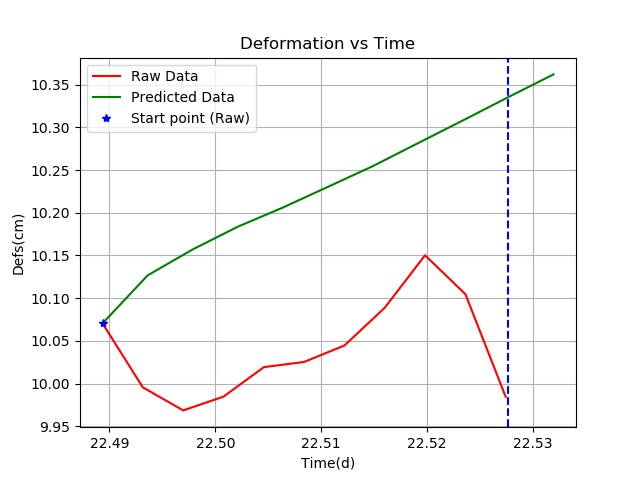 Deformation vs Time
Raw Data
Predicted Data
Start point (Raw)
Defs(cm)
10.35
10.30
10.25
10.20
10.15
10.10
10.05
10.00
9.95
22.49 22.50 22.51 22.52 22.53
Time(d)